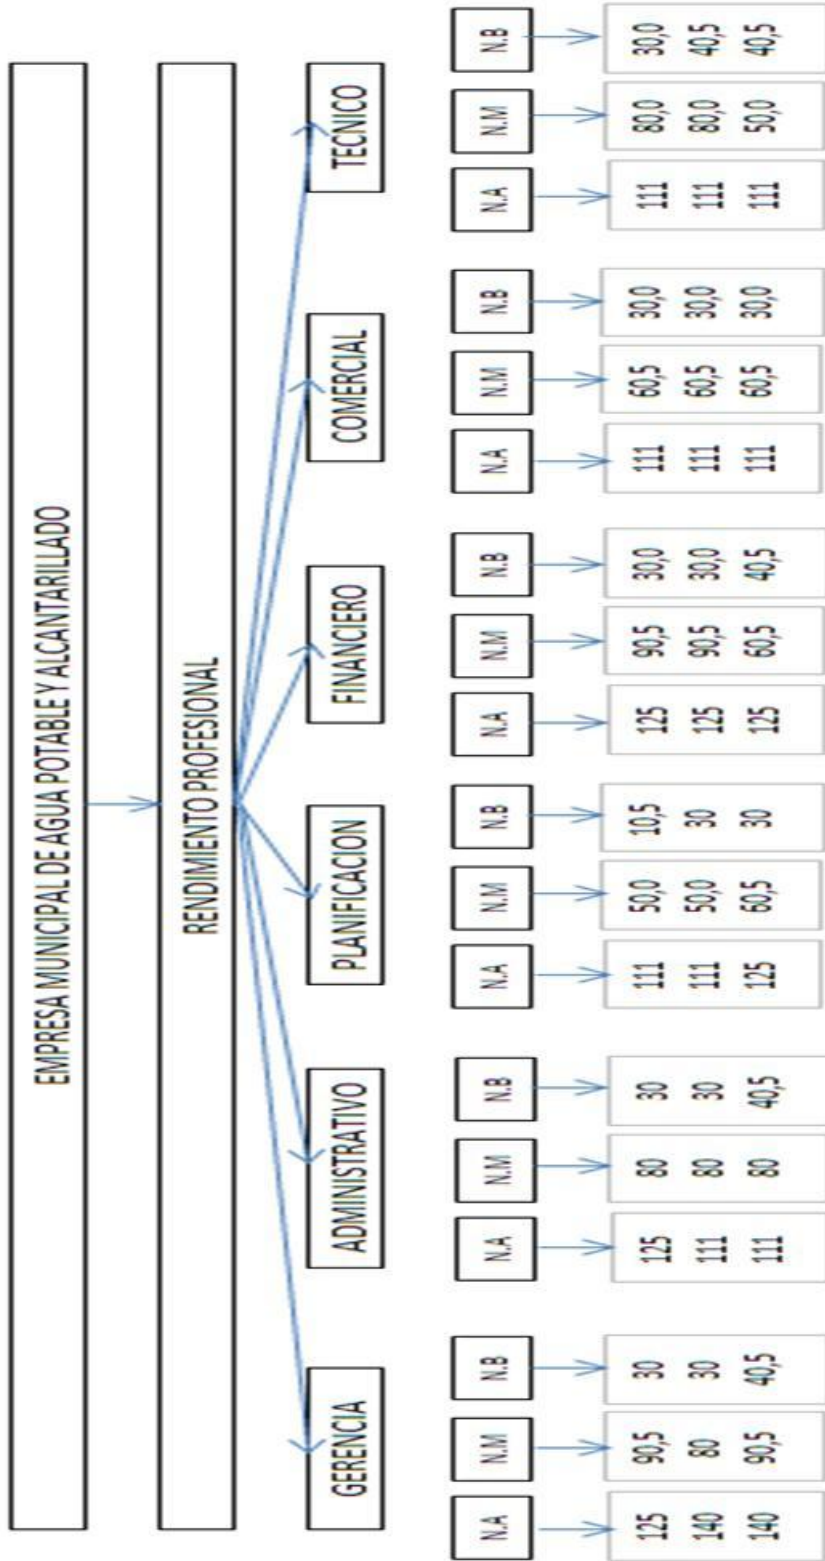 EMPRESA MUNICIPAL DE AGUA POTABLE Y ALCANTARILLADO
RENDIMIENTO PROFESIONAL
GERENCIA
ADMINISTRATIVO
PLANIFICACION
FINANCIERO
COMERCIAL
TECNICO
N.A
N.M
N.B
N.A
N.M
N.B
N.A
N.M
N.B
N.A
N.M
N.B
N.A
N.M
N.B
N.A
N.M
N.B
125
140
140
90,5
80
90,5
30
30
40,5
125
111
111
80
80
80
30
30
40,5
111
111
125
50,0
50,0
60,5
10,5
30
30
125
125
125
90,5
90,5
60,5
30,0
30,0
40,5
111
111
111
60,5
60,5
60,5
30,0
30,0
30,0
111
111
111
80,0
80,0
50,0
30,0
40,5
40,5